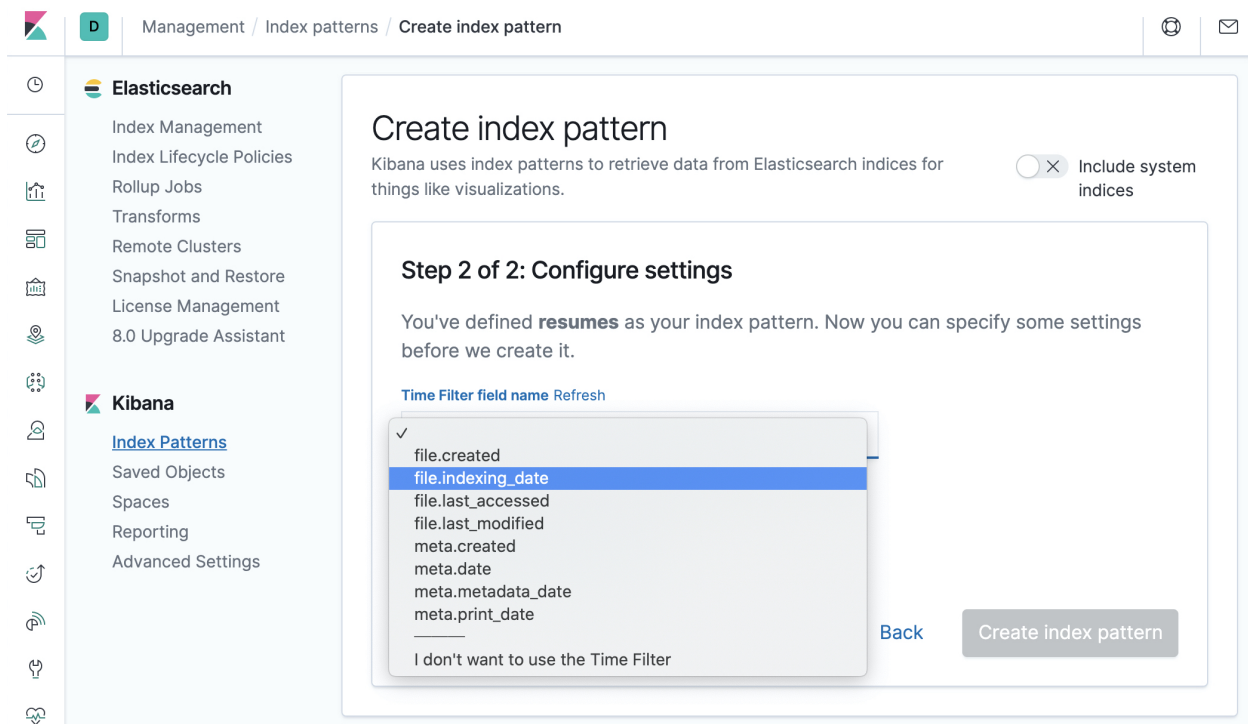 D
Management / Index patterns / Create index pattern
Elasticsearch
Index Management
Index Lifecycle Policies
Rollup Jobs
Transforms
Remote Clusters
Snapshot and Restore
License Management
8.0 Upgrade Assistant
Kibana
Index Patterns
Saved Objects
Spaces
Reporting
Advanced Settings
Create index pattern
Kibana uses index patterns to retrieve data from Elasticsearch indices for
things like visualizations.
Include system
indices
Step 2 of 2: Configure settings
You've defined resumes as your index pattern. Now you can specify some settings
before we create it.
Time Filter field name Refresh
file.created
file.indexing_date
file.last_accessed
file.last_modified
meta.created
meta.date
meta.metadata_date
meta.print_date
I don't want to use the Time Filter
Back
Create index pattern